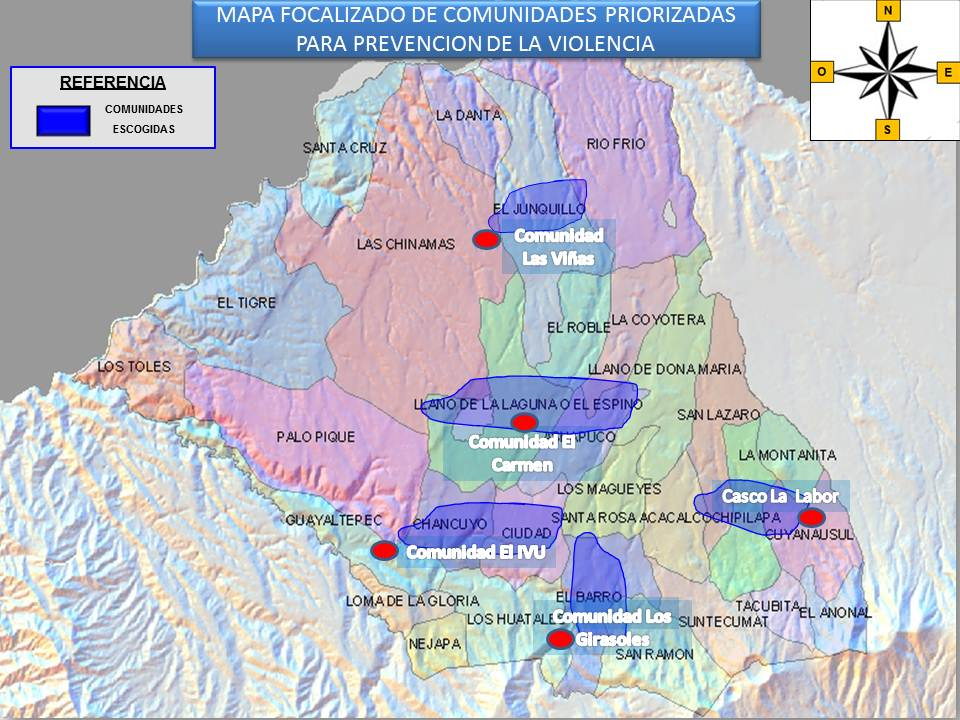 MAPA FOCALIZADO DE COMUNIDADES PRIORIZADAS
PARA PREVENCION DE LA VIOLENCIA
N
O
E
S
REFERENCIA
COMUNIDADES
ESCOGIDAS
LA DANTA
SANTA CRUZ
RIO FRIO
EL JUNQUILLO
LAS CHINAMAS
Comunidad
Las Viñas
EL TIGRE
EL ROBLE
LA COYOTERA
LOS TOLES
LLANO DE DONA MARIA
LLANO DE LA LAGUNA O EL ESPINO
SAN LAZARO
PALO PIQUE
Comunidad El
Carmen
LA MONTANITA
LOS MAGUEYES
Casco La Labor
GUAYALTEPEC
CHANCUYO
CIUDAD
SANTA ROSA ACACALCO
CHIPILAPA
CUYANAUSUL
Comunidad El IVU
LOMA DE LA GLORIA
EL BARRO
TACUBITA
EL ANONAL
LOS HUATALE
Comunidad Los
Girasoles
SUNTECUMAT
NEJAPA
SAN RAMON